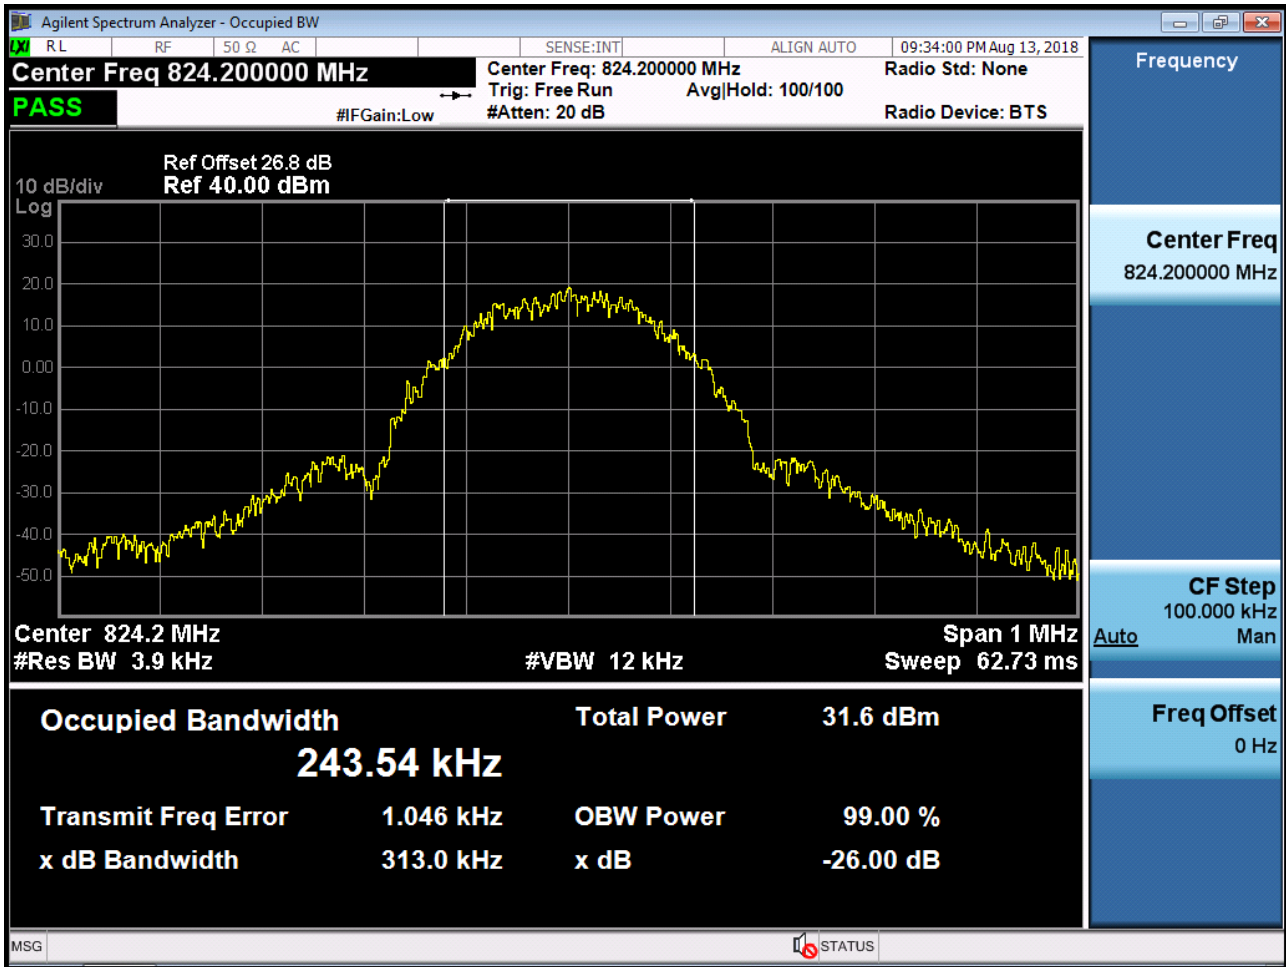 Agilent Spectrum Analyzer - Occupied BW
LXI RL RF 50 Ω AC SENSE:INT ALIGN AUTO 09:34:00 PM Aug 13, 2018
Center Freq 824.200000 MHz
Center Freq: 824.200000 MHz
Radio Std: None
Trig: Free Run Avg|Hold: 100/100
PASS
#IFGain:Low
#Atten: 20 dB
Radio Device: BTS
Frequency
Ref Offset 26.8 dB
10 dB/div Ref 40.00 dBm
Log
30.0
20.0
10.0
0.00
-10.0
-20.0
-30.0
-40.0
-50.0
Center Freq
824.200000 MHz
CF Step
100.000 kHz
Auto Man
Freq Offset
0 Hz
Center 824.2 MHz Span 1 MHz
#Res BW 3.9 kHz #VBW 12 kHz Sweep 62.73 ms
Occupied Bandwidth Total Power 31.6 dBm
243.54 kHz
Transmit Freq Error 1.046 kHz OBW Power 99.00 %
x dB Bandwidth 313.0 kHz x dB -26.00 dB
MSG STATUS